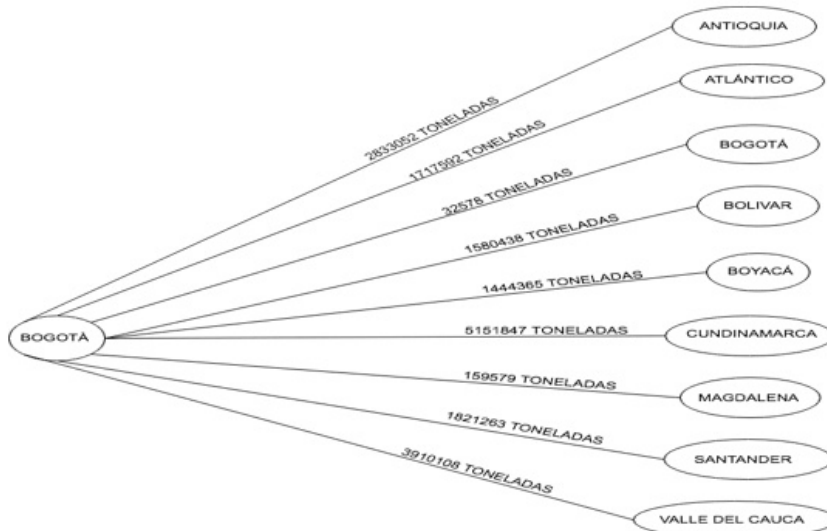 ANTIOQUIA
2833052 TONELADAS
ATLÁNTICO
1717592 TONELADAS
BOGOTÁ
32578 TONELADAS
BOLIVAR
1580438 TONELADAS
BOYACÁ
1444365 TONELADAS
BOGOTÁ
5151847 TONELADAS
CUNDINAMARCA
159579 TONELADAS
MAGDALENA
1821263 TONELADAS
SANTANDER
3910108 TONELADAS
VALLE DEL CAUCA